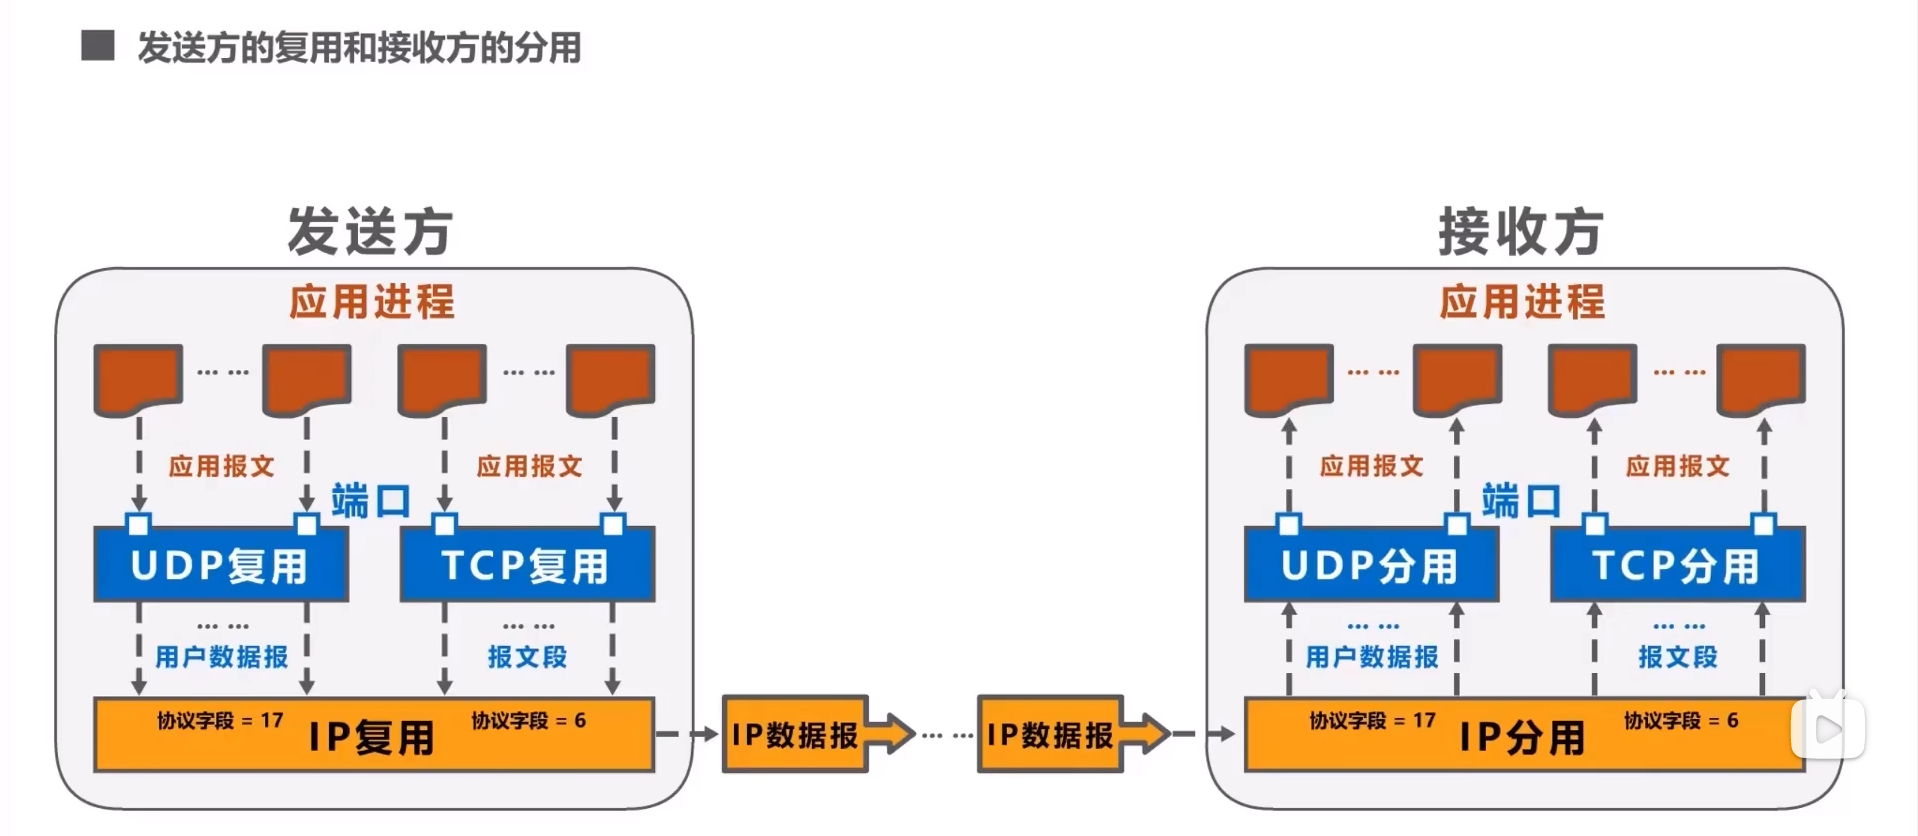 发送方的复用和接收方的分用
发送方
应用进程
… … … …
应用报文 应用报文
端口
UDP复用 TCP复用
… … … …
用户数据报 报文段
协议字段 = 17 IP复用 协议字段 = 6
IP数据报 … … IP数据报
接收方
应用进程
… … … …
应用报文 应用报文
端口
UDP分用 TCP分用
… … … …
用户数据报 报文段
协议字段 = 17 IP分用 协议字段 = 6